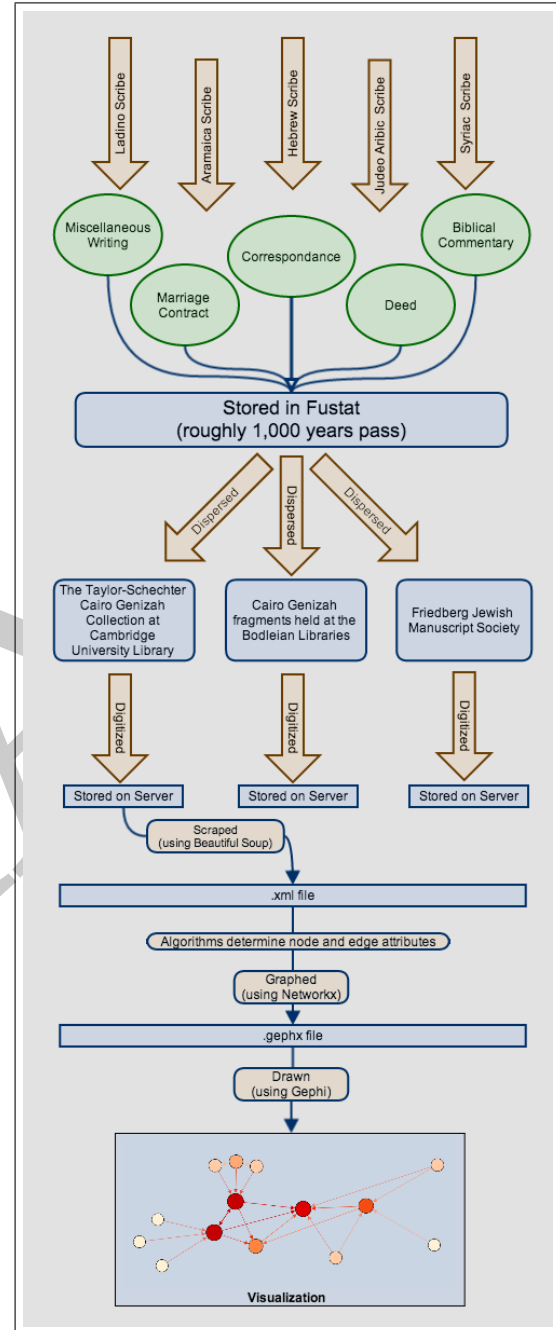 Ladino Scribe
Aramaica Scribe
Hebrew Scribe
Judeo Aribic Scribe
Syriac Scribe
Miscellaneous
Writing
Marriage
Contract
Correspondance
Deed
Biblical
Commentary
Stored in Fustat
(roughly 1,000 years pass)
Dispersed
Dispersed
Dispersed
The Taylor-Schechter
Cairo Genizah
Collection at
Cambridge
University Library
Cairo Genizah
fragments held at the
Bodleian Libraries
Friedberg Jewish
Manuscript Society
Digitized
Digitized
Digitized
Stored on Server
Stored on Server
Stored on Server
Scraped
(using Beautiful Soup)
.xml file
Algorithms determine node and edge attributes
Graphed
(using Networkx)
.gephx file
Drawn
(using Gephi)
Visualization